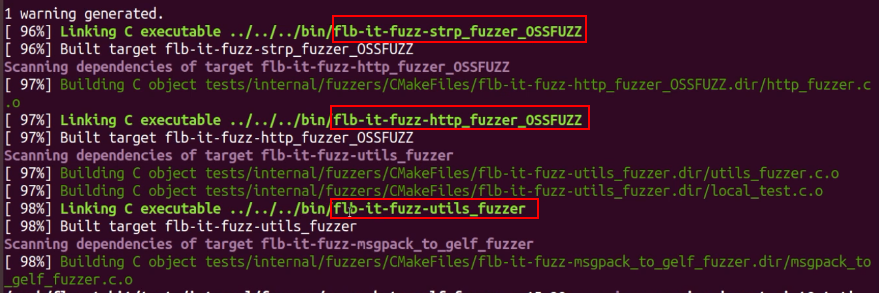 1 warning generated.
[ 96%] Linking C executable ../../../bin/flb-it-fuzz-strp_fuzzer_OSSFUZZ
[ 96%] Built target flb-it-fuzz-strp_fuzzer_OSSFUZZ
Scanning dependencies of target flb-it-fuzz-http_fuzzer_OSSFUZZ
[ 97%] Building C object tests/internal/fuzzers/CMakeFiles/flb-it-fuzz-http_fuzzer_OSSFUZZ.dir/http_fuzzer.c
.o
[ 97%] Linking C executable ../../../bin/flb-it-fuzz-http_fuzzer_OSSFUZZ
[ 97%] Built target flb-it-fuzz-http_fuzzer_OSSFUZZ
Scanning dependencies of target flb-it-fuzz-utils_fuzzer
[ 97%] Building C object tests/internal/fuzzers/CMakeFiles/flb-it-fuzz-utils_fuzzer.dir/utils_fuzzer.c.o
[ 97%] Building C object tests/internal/fuzzers/CMakeFiles/flb-it-fuzz-utils_fuzzer.dir/local_test.c.o
[ 98%] Linking C executable ../../../bin/flb-it-fuzz-utils_fuzzer
[ 98%] Built target flb-it-fuzz-utils_fuzzer
Scanning dependencies of target flb-it-fuzz-msgpack_to_gelf_fuzzer
[ 98%] Building C object tests/internal/fuzzers/CMakeFiles/flb-it-fuzz-msgpack_to_gelf_fuzzer.dir/msgpack_to
_gelf_fuzzer.c.o